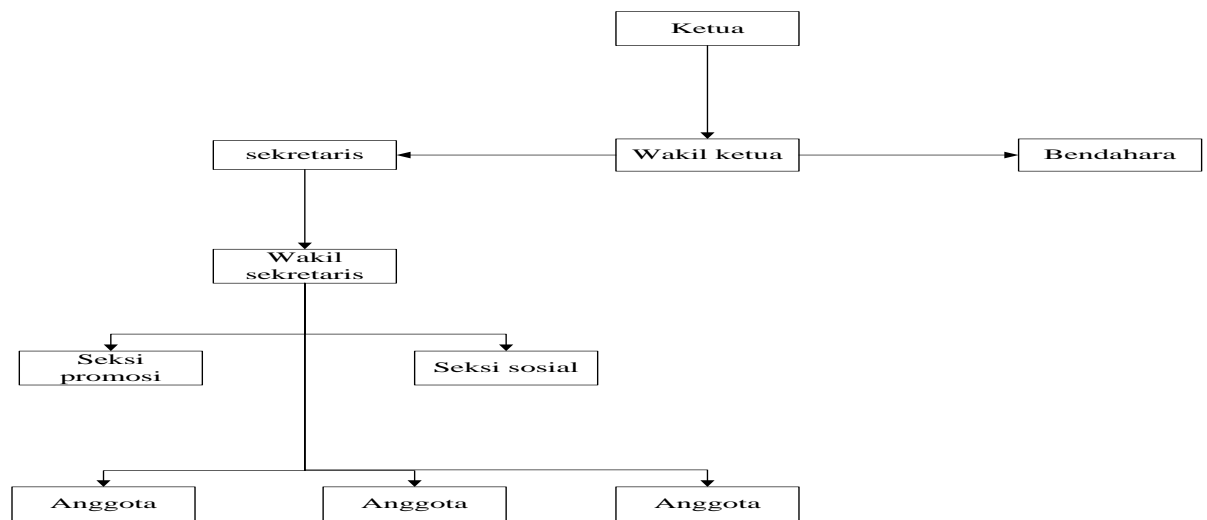 Ketua
sekretaris
Wakil ketua
Bendahara
Wakil
sekretaris
Seksi
promosi
Seksi sosial
Anggota
Anggota
Anggota